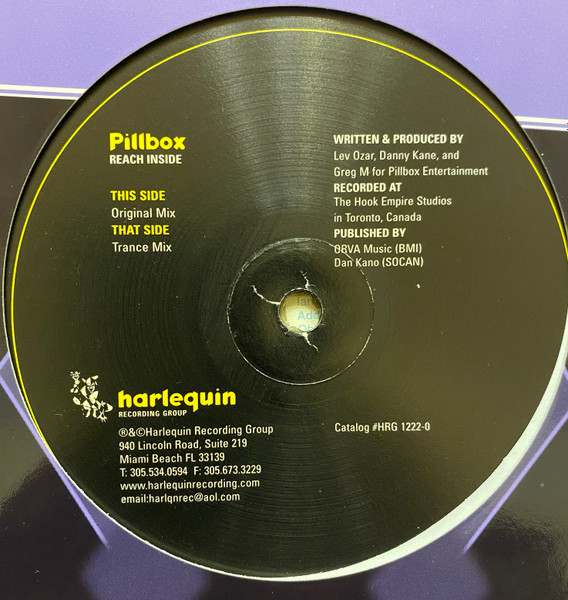 Pillbox
REACH INSIDE
THIS SIDE
Original Mix
THAT SIDE
Trance Mix
WRITTEN & PRODUCED BY
Lev Ozar, Danny Kane, and
Greg M for Pillbox Entertainment
RECORDED AT
The Hook Empire Studios
in Toronto, Canada
PUBLISHED BY
ORVA Music (BMI)
Dan Kano (SOCAN)
harlequin
RECORDING GROUP
®&©Harlequin Recording Group
940 Lincoln Road, Suite 219
Miami Beach FL 33139
T: 305.534.0594 F: 305.673.3229
www.harlequinrecording.com
email:harlqnrec@aol.com
Catalog #HRG 1222-0